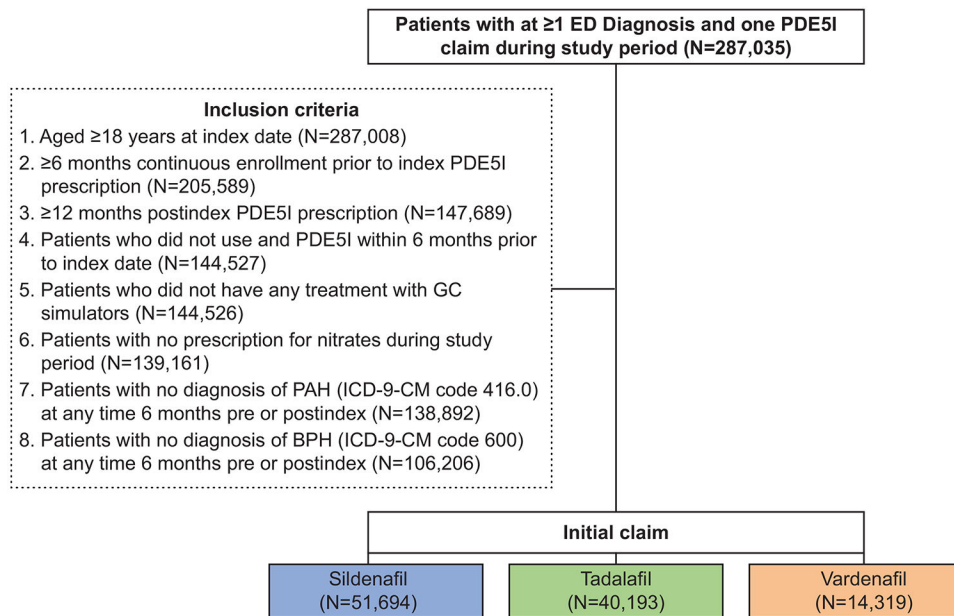 Patients with at ≥1 ED Diagnosis and one PDE5I
claim during study period (N=287,035)
Inclusion criteria
1. Aged ≥18 years at index date (N=287,008)
2. ≥6 months continuous enrollment prior to index PDE5I
prescription (N=205,589)
3. ≥12 months postindex PDE5I prescription (N=147,689)
4. Patients who did not use and PDE5I within 6 months prior
to index date (N=144,527)
5. Patients who did not have any treatment with GC
simulators (N=144,526)
6. Patients with no prescription for nitrates during study
period (N=139,161)
7. Patients with no diagnosis of PAH (ICD-9-CM code 416.0)
at any time 6 months pre or postindex (N=138,892)
8. Patients with no diagnosis of BPH (ICD-9-CM code 600)
at any time 6 months pre or postindex (N=106,206)
Initial claim
Sildenafil
(N=51,694)
Tadalafil
(N=40,193)
Vardenafil
(N=14,319)